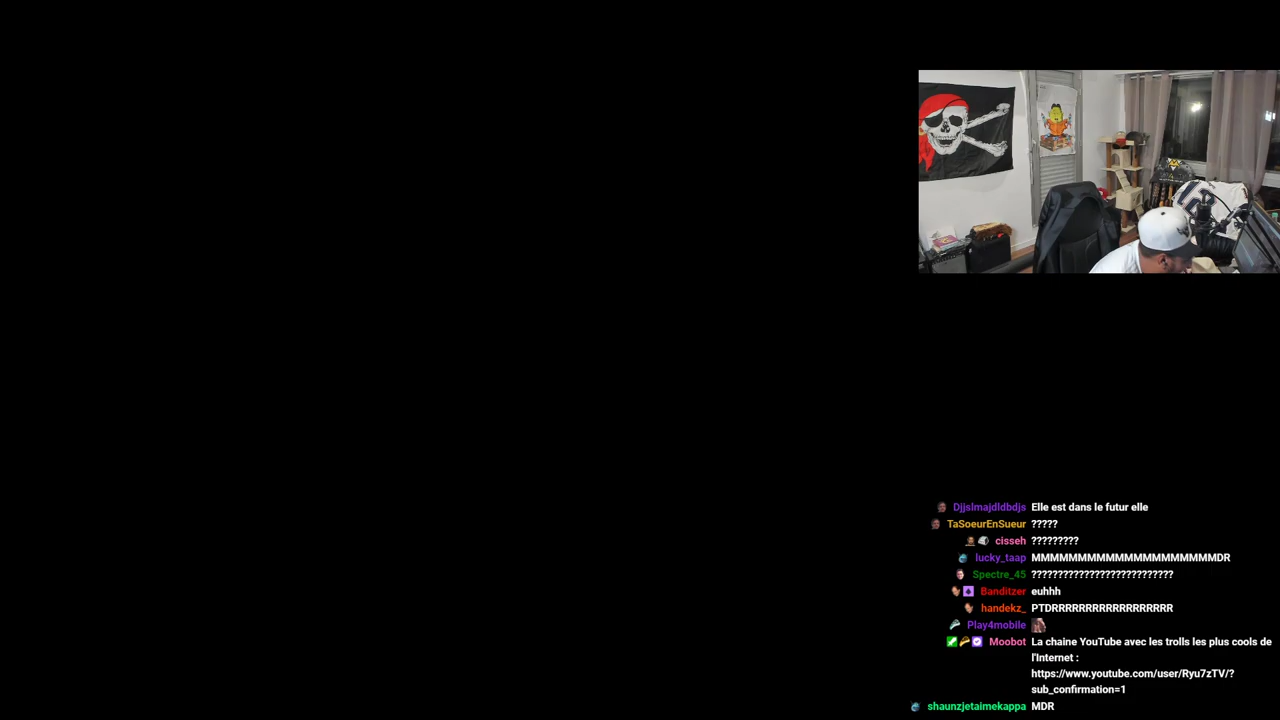 Djjslmajdldbdjs Elle est dans le futur elle
TaSoeurEnSueur ?????
cisseh ?????????
lucky_taap MMMMMMMMMMMMMMMMMMMMDR
Spectre_45 ???????????????????????????
Banditzer euhhh
handekz_ PTDRRRRRRRRRRRRRRRRRR
Play4mobile
Moobot La chaine YouTube avec les trolls les plus cools de
l'Internet :
https://www.youtube.com/user/Ryu7zTV/?
sub_confirmation=1
shaunzjetaimekappa MDR